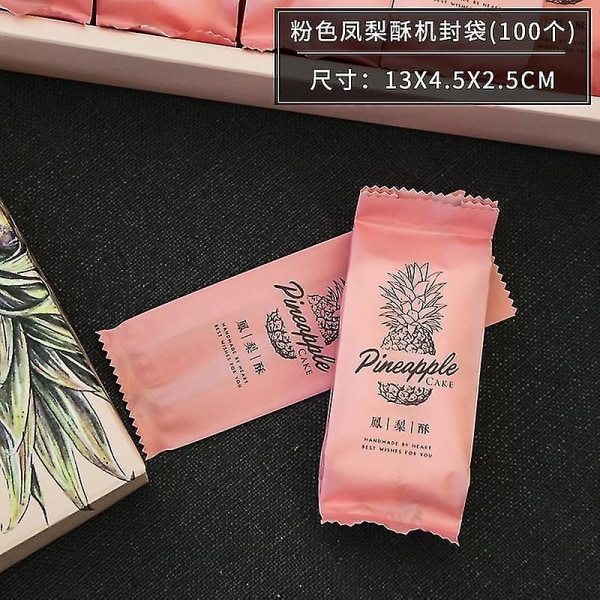 粉色凤梨酥机封袋(100个)
尺寸：13X4.5X2.5CM
Pineapple
CAKE
鳳|梨|酥
HANDMADE BY HEART
BEST WISHES FOR YOU
Pineapple
CAKE
鳳|梨|酥
HANDMADE BY HEART
BEST WISHES FOR YOU